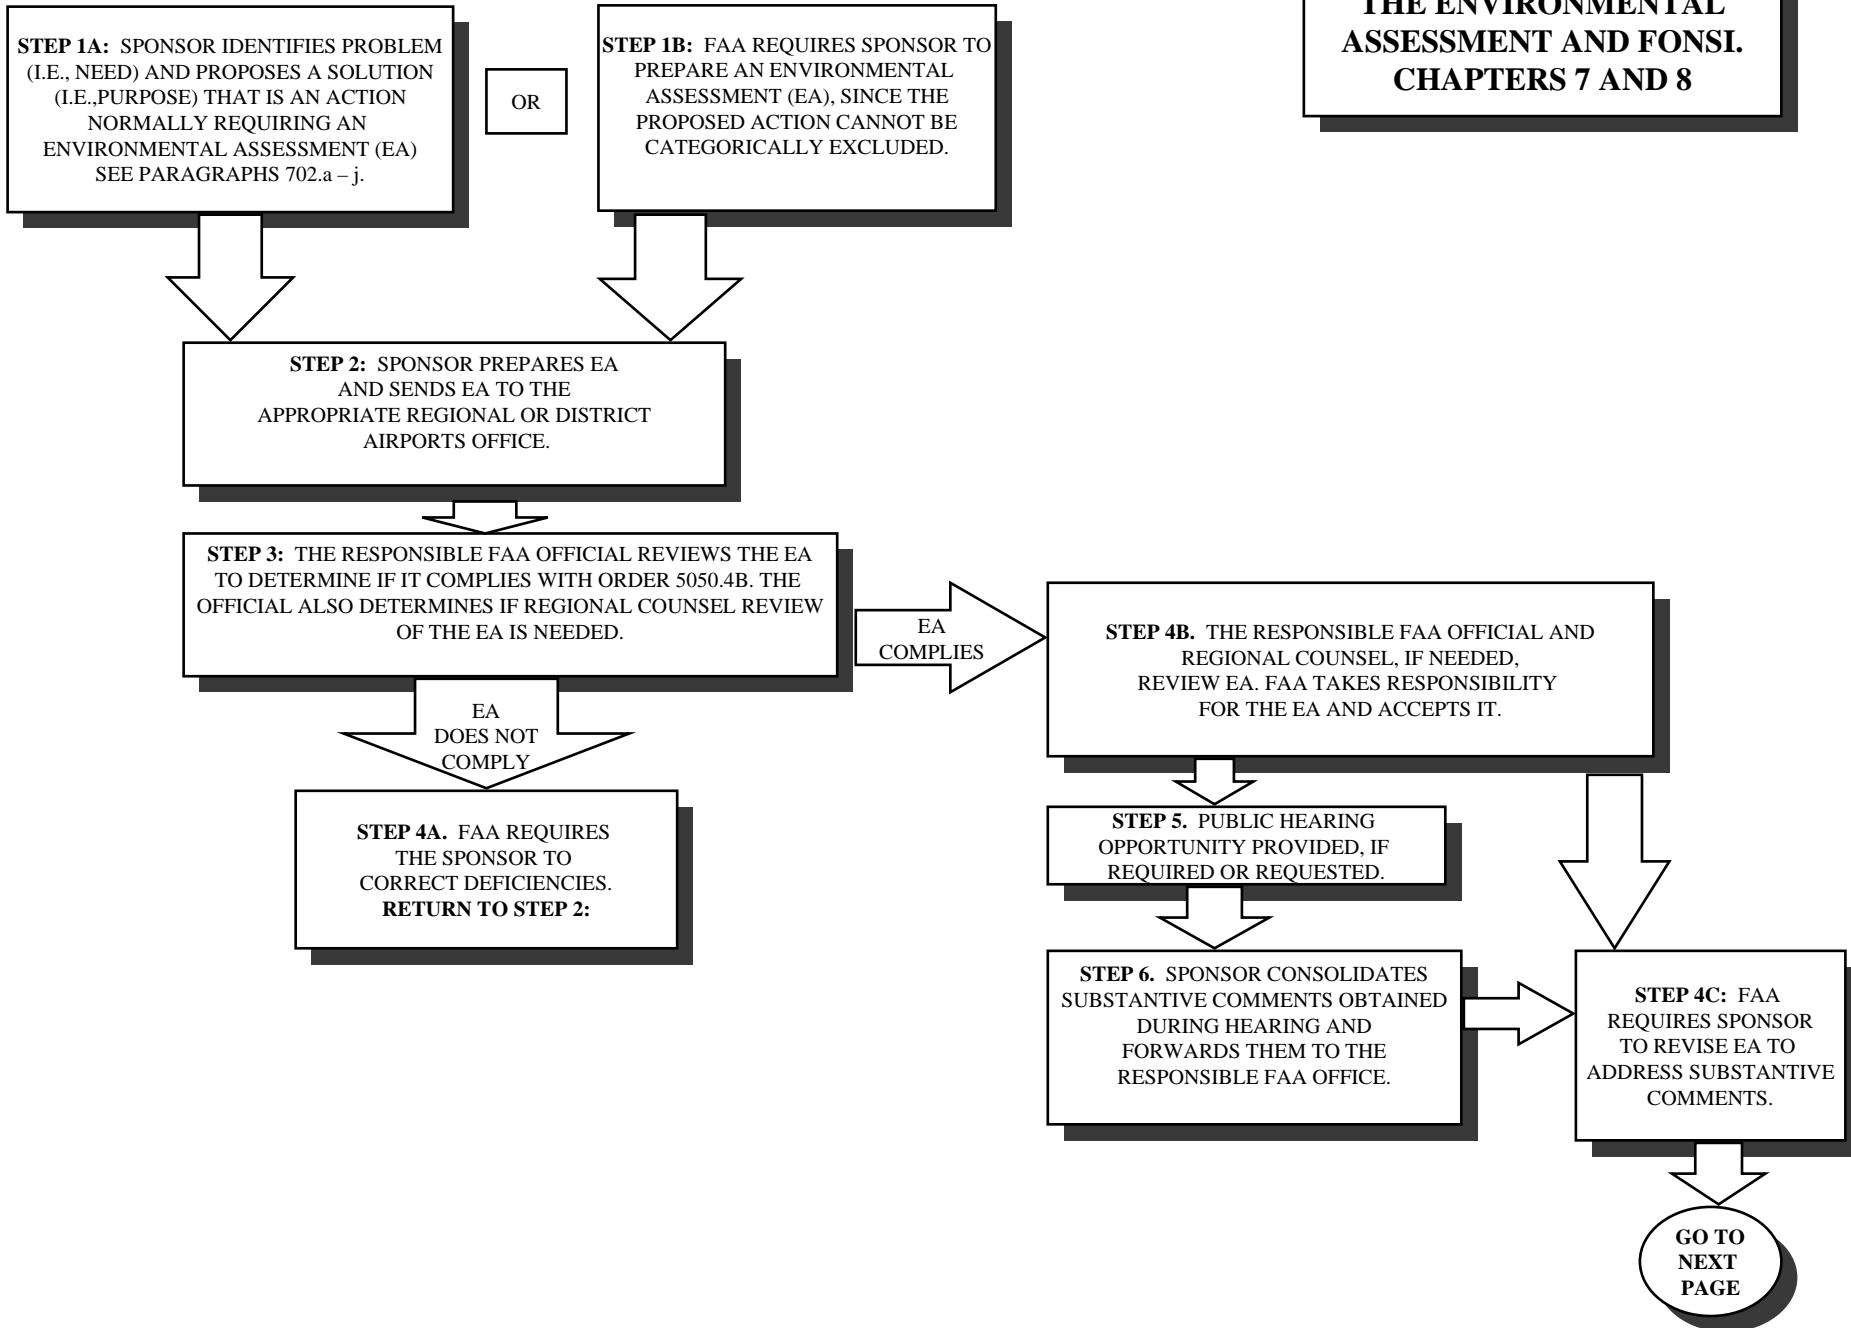 THE ENVIRONMENTAL
ASSESSMENT AND FONSI.
CHAPTERS 7 AND 8
STEP 1A: SPONSOR IDENTIFIES PROBLEM
(I.E., NEED) AND PROPOSES A SOLUTION
(I.E.,PURPOSE) THAT IS AN ACTION
NORMALLY REQUIRING AN
ENVIRONMENTAL ASSESSMENT (EA)
SEE PARAGRAPHS 702.a – j.
OR
STEP 1B: FAA REQUIRES SPONSOR TO
PREPARE AN ENVIRONMENTAL
ASSESSMENT (EA), SINCE THE
PROPOSED ACTION CANNOT BE
CATEGORICALLY EXCLUDED.
STEP 2: SPONSOR PREPARES EA
AND SENDS EA TO THE
APPROPRIATE REGIONAL OR DISTRICT
AIRPORTS OFFICE.
STEP 3: THE RESPONSIBLE FAA OFFICIAL REVIEWS THE EA
TO DETERMINE IF IT COMPLIES WITH ORDER 5050.4B. THE
OFFICIAL ALSO DETERMINES IF REGIONAL COUNSEL REVIEW
OF THE EA IS NEEDED.
EA
COMPLIES
EA
DOES NOT
COMPLY
STEP 4A. FAA REQUIRES
THE SPONSOR TO
CORRECT DEFICIENCIES.
RETURN TO STEP 2:
STEP 4B. THE RESPONSIBLE FAA OFFICIAL AND
REGIONAL COUNSEL, IF NEEDED,
REVIEW EA. FAA TAKES RESPONSIBILITY
FOR THE EA AND ACCEPTS IT.
STEP 5. PUBLIC HEARING
OPPORTUNITY PROVIDED, IF
REQUIRED OR REQUESTED.
STEP 6. SPONSOR CONSOLIDATES
SUBSTANTIVE COMMENTS OBTAINED
DURING HEARING AND
FORWARDS THEM TO THE
RESPONSIBLE FAA OFFICE.
STEP 4C: FAA
REQUIRES SPONSOR
TO REVISE EA TO
ADDRESS SUBSTANTIVE
COMMENTS.
GO TO
NEXT
PAGE